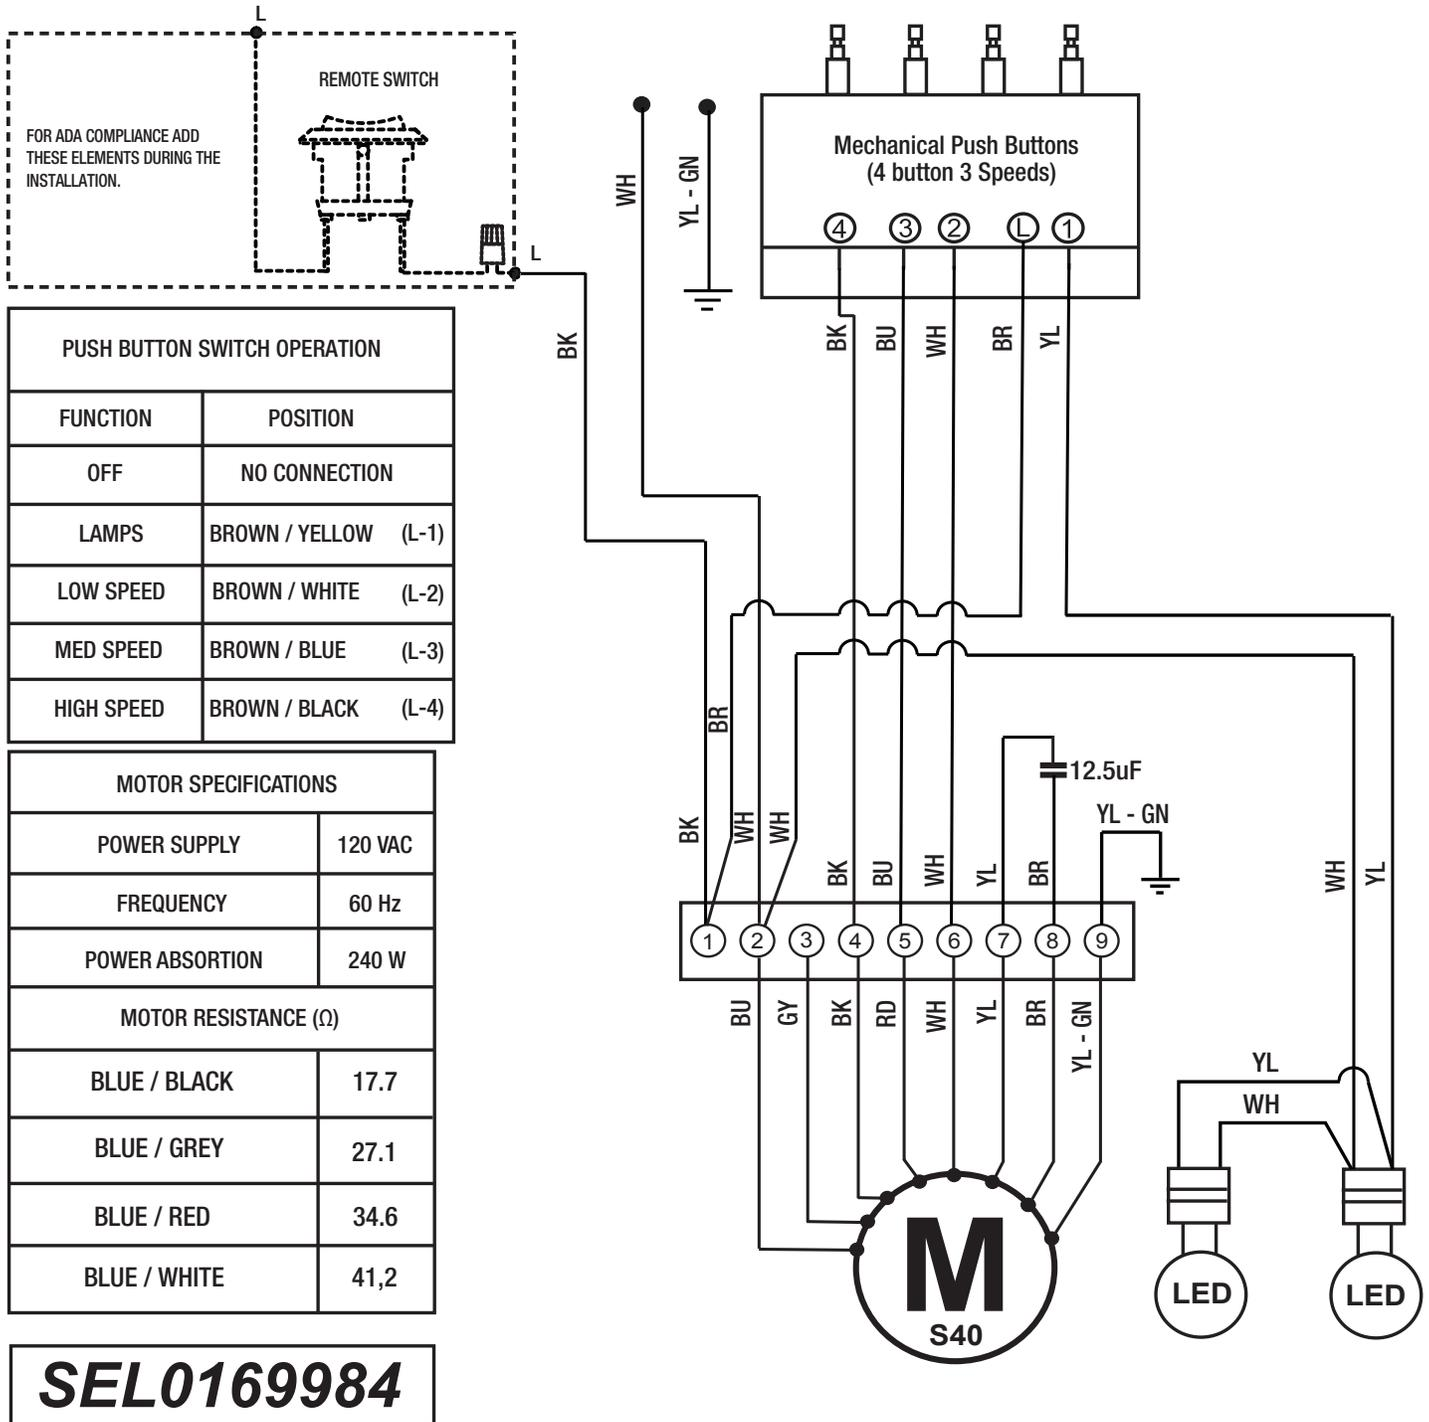 L
REMOTE SWITCH
FOR ADA COMPLIANCE ADD
THESE ELEMENTS DURING THE
INSTALLATION.
L
BK
WH
YL - GN
Mechanical Push Buttons
(4 button 3 Speeds)
4 3 2 L 1
BK BU WH BR YL
PUSH BUTTON SWITCH OPERATION
FUNCTION POSITION
OFF NO CONNECTION
LAMPS BROWN / YELLOW (L-1)
LOW SPEED BROWN / WHITE (L-2)
MED SPEED BROWN / BLUE (L-3)
HIGH SPEED BROWN / BLACK (L-4)
MOTOR SPECIFICATIONS
POWER SUPPLY 120 VAC
FREQUENCY 60 Hz
POWER ABSORTION 240 W
MOTOR RESISTANCE (Ω)
BLUE / BLACK 17.7
BLUE / GREY 27.1
BLUE / RED 34.6
BLUE / WHITE 41,2
SEL0169984
BR
12.5uF
YL - GN
BK WH WH BK BU WH YL BR
WH YL
1 2 3 4 5 6 7 8 9
BU GY BK RD WH YL BR YL - GN
YL
WH
M
S40
LED LED